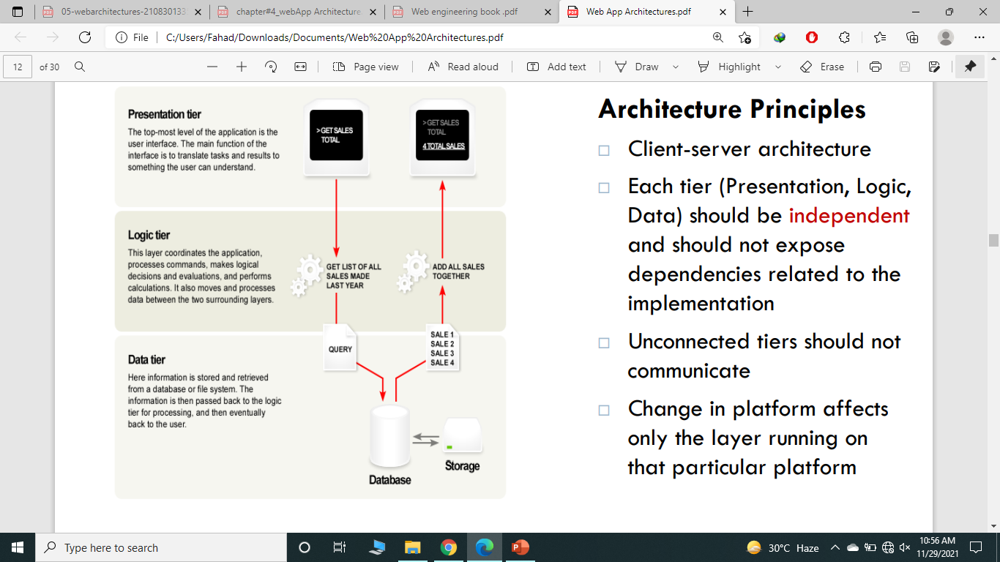 05-webarchitectures-210830133
chapter#4_webApp Architecture
Web engineering book .pdf
Web App Architectures.pdf
File
C:/Users/Fahad/Downloads/Documents/Web%20App%20Architectures.pdf
12
of 30
Page view
Read aloud
Add text
Draw
Highlight
Erase
Presentation tier
The top-most level of the application is the
user interface. The main function of the
interface is to translate tasks and results to
something the user can understand.
>GET SALES
TOTAL
>GET SALES
TOTAL
4 TOTAL SALES
Logic tier
This layer coordinates the application,
processes commands, makes logical
decisions and evaluations, and performs
calculations. It also moves and processes
data between the two surrounding layers.
GET LIST OF ALL
SALES MADE
LAST YEAR
ADD ALL SALES
TOGETHER
Data tier
Here information is stored and retrieved
from a database or file system. The
information is then passed back to the logic
tier for processing, and then eventually
back to the user.
QUERY
SALE 1
SALE 2
SALE 3
SALE 4
Database
Storage
Architecture Principles
Client-server architecture
Each tier (Presentation, Logic,
Data) should be independent
and should not expose
dependencies related to the
implementation
Unconnected tiers should not
communicate
Change in platform affects
only the layer running on
that particular platform
Type here to search
30°C Haze
10:56 AM
11/29/2021